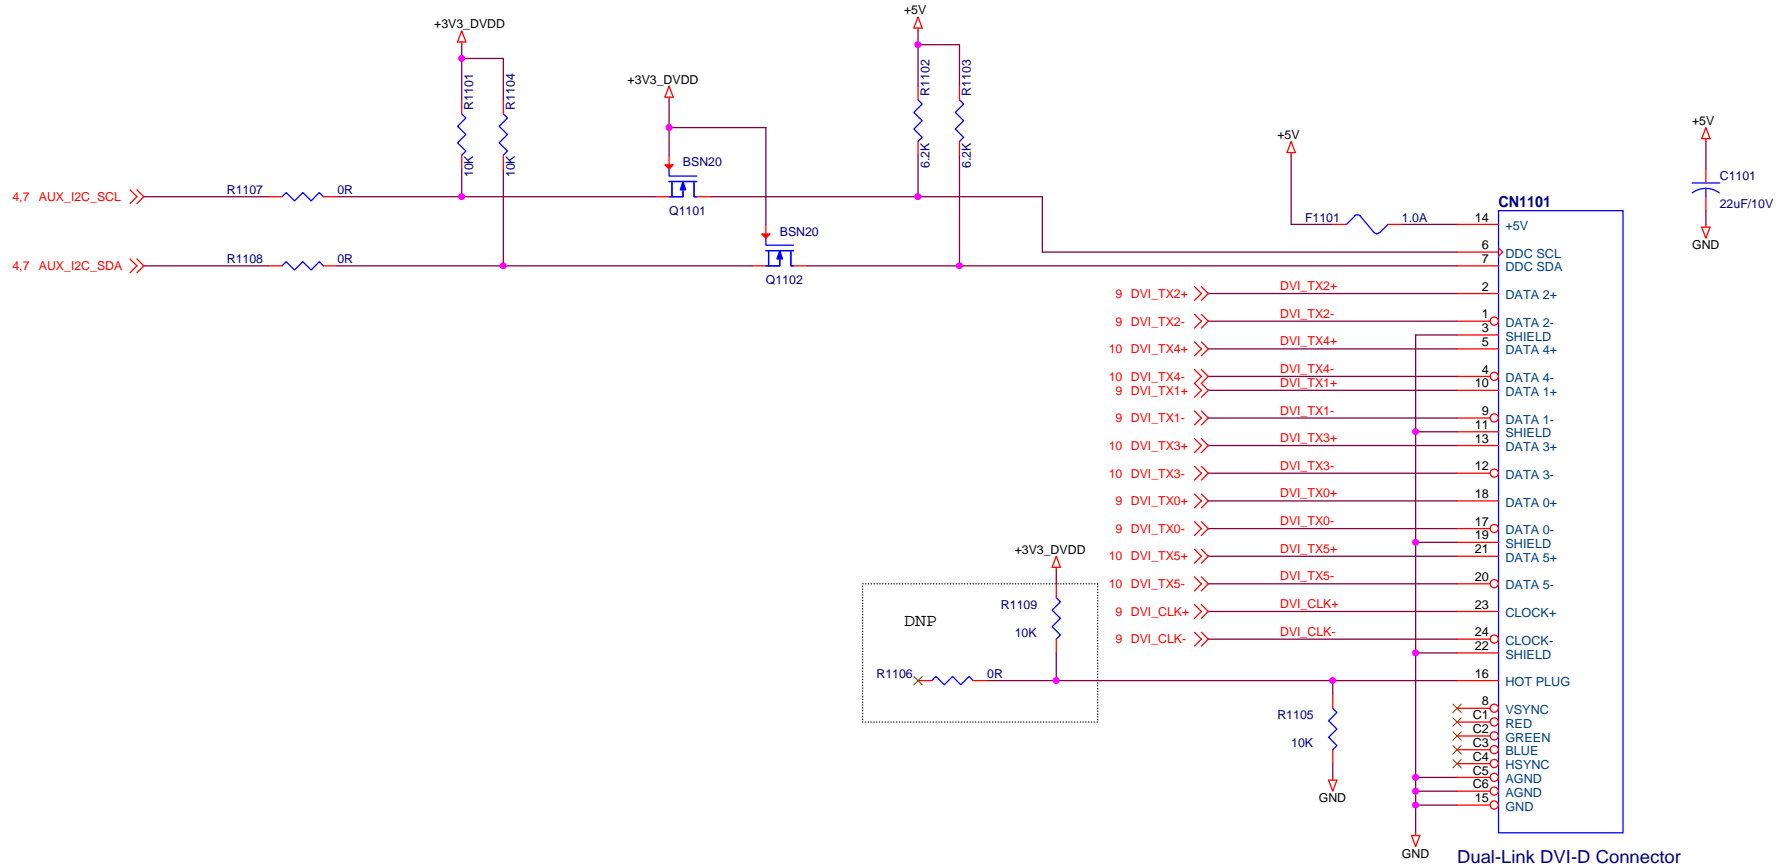 +3V3_DVDD
+5V
R1101
R1104
10K
10K
+3V3_DVDD
R1102
R1103
6.2K
6.2K
+5V
+5V
C1101
22uF/10V
GND
BSN20
Q1101
4,7 AUX_I2C_SCL
R1107
0R
BSN20
Q1102
4,7 AUX_I2C_SDA
R1108
0R
CN1101
F1101
1.0A
14
+5V
6
DDC SCL
7
DDC SDA
9 DVI_TX2+
DVI_TX2+
2
DATA 2+
9 DVI_TX2-
DVI_TX2-
1
DATA 2-
3
SHIELD
10 DVI_TX4+
DVI_TX4+
5
DATA 4+
10 DVI_TX4-
DVI_TX4-
4
DATA 4-
9 DVI_TX1+
DVI_TX1+
10
DATA 1+
9 DVI_TX1-
DVI_TX1-
9
DATA 1-
11
SHIELD
10 DVI_TX3+
DVI_TX3+
13
DATA 3+
10 DVI_TX3-
DVI_TX3-
12
DATA 3-
9 DVI_TX0+
DVI_TX0+
18
DATA 0+
9 DVI_TX0-
DVI_TX0-
17
DATA 0-
19
SHIELD
10 DVI_TX5+
DVI_TX5+
21
DATA 5+
10 DVI_TX5-
DVI_TX5-
20
DATA 5-
9 DVI_CLK+
DVI_CLK+
23
CLOCK+
9 DVI_CLK-
DVI_CLK-
24
CLOCK-
22
SHIELD
+3V3_DVDD
DNP
R1109
10K
R1106
0R
16
HOT PLUG
R1105
10K
GND
8
VSYNC
C1
RED
C2
GREEN
C3
BLUE
C4
HSYNC
C5
AGND
C6
AGND
15
GND
GND
Dual-Link DVI-D Connector